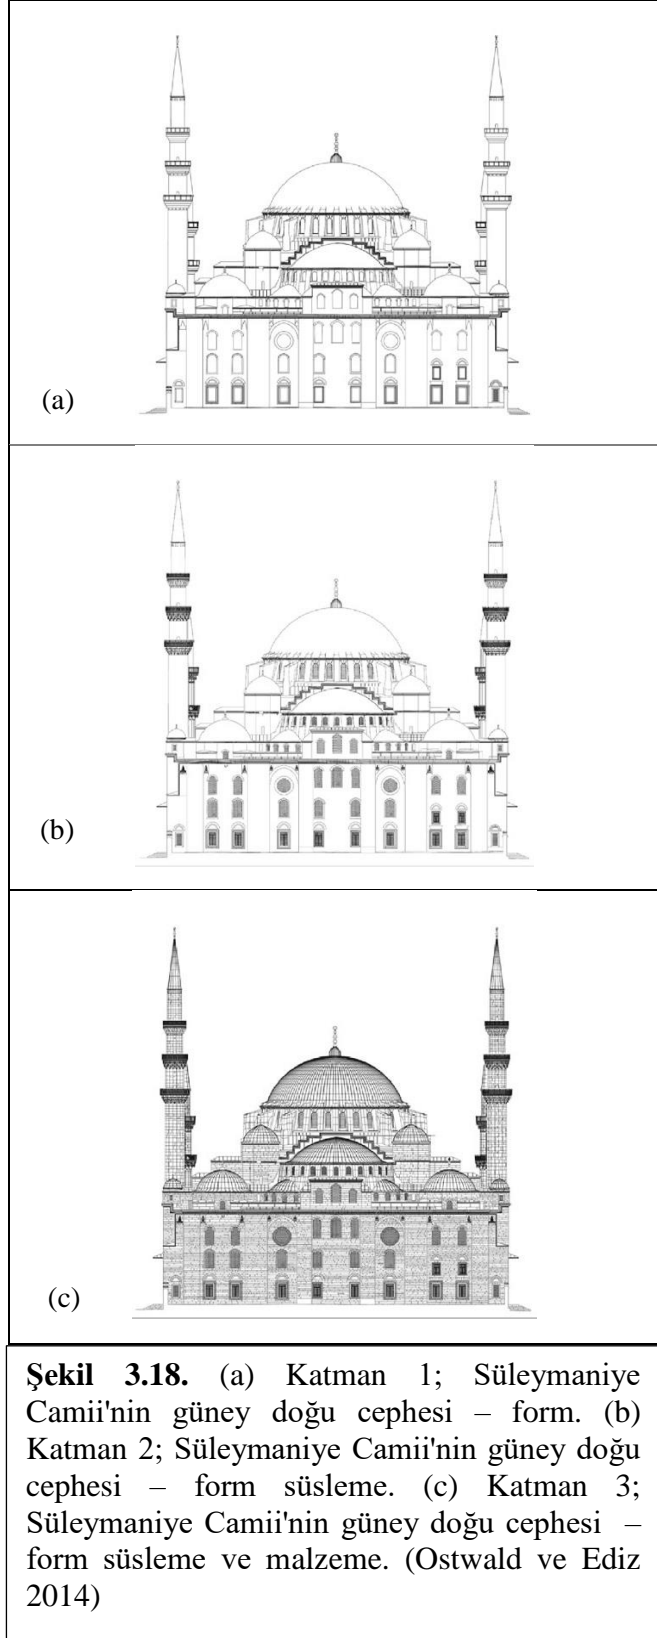 (a)
(b)
(c)
Şekil 3.18. (a) Katman 1; Süleymaniye
Camii'nin güney doğu cephesi – form. (b)
Katman 2; Süleymaniye Camii'nin güney doğu
cephesi – form süsleme. (c) Katman 3;
Süleymaniye Camii'nin güney doğu cephesi –
form süsleme ve malzeme. (Ostwald ve Ediz
2014)